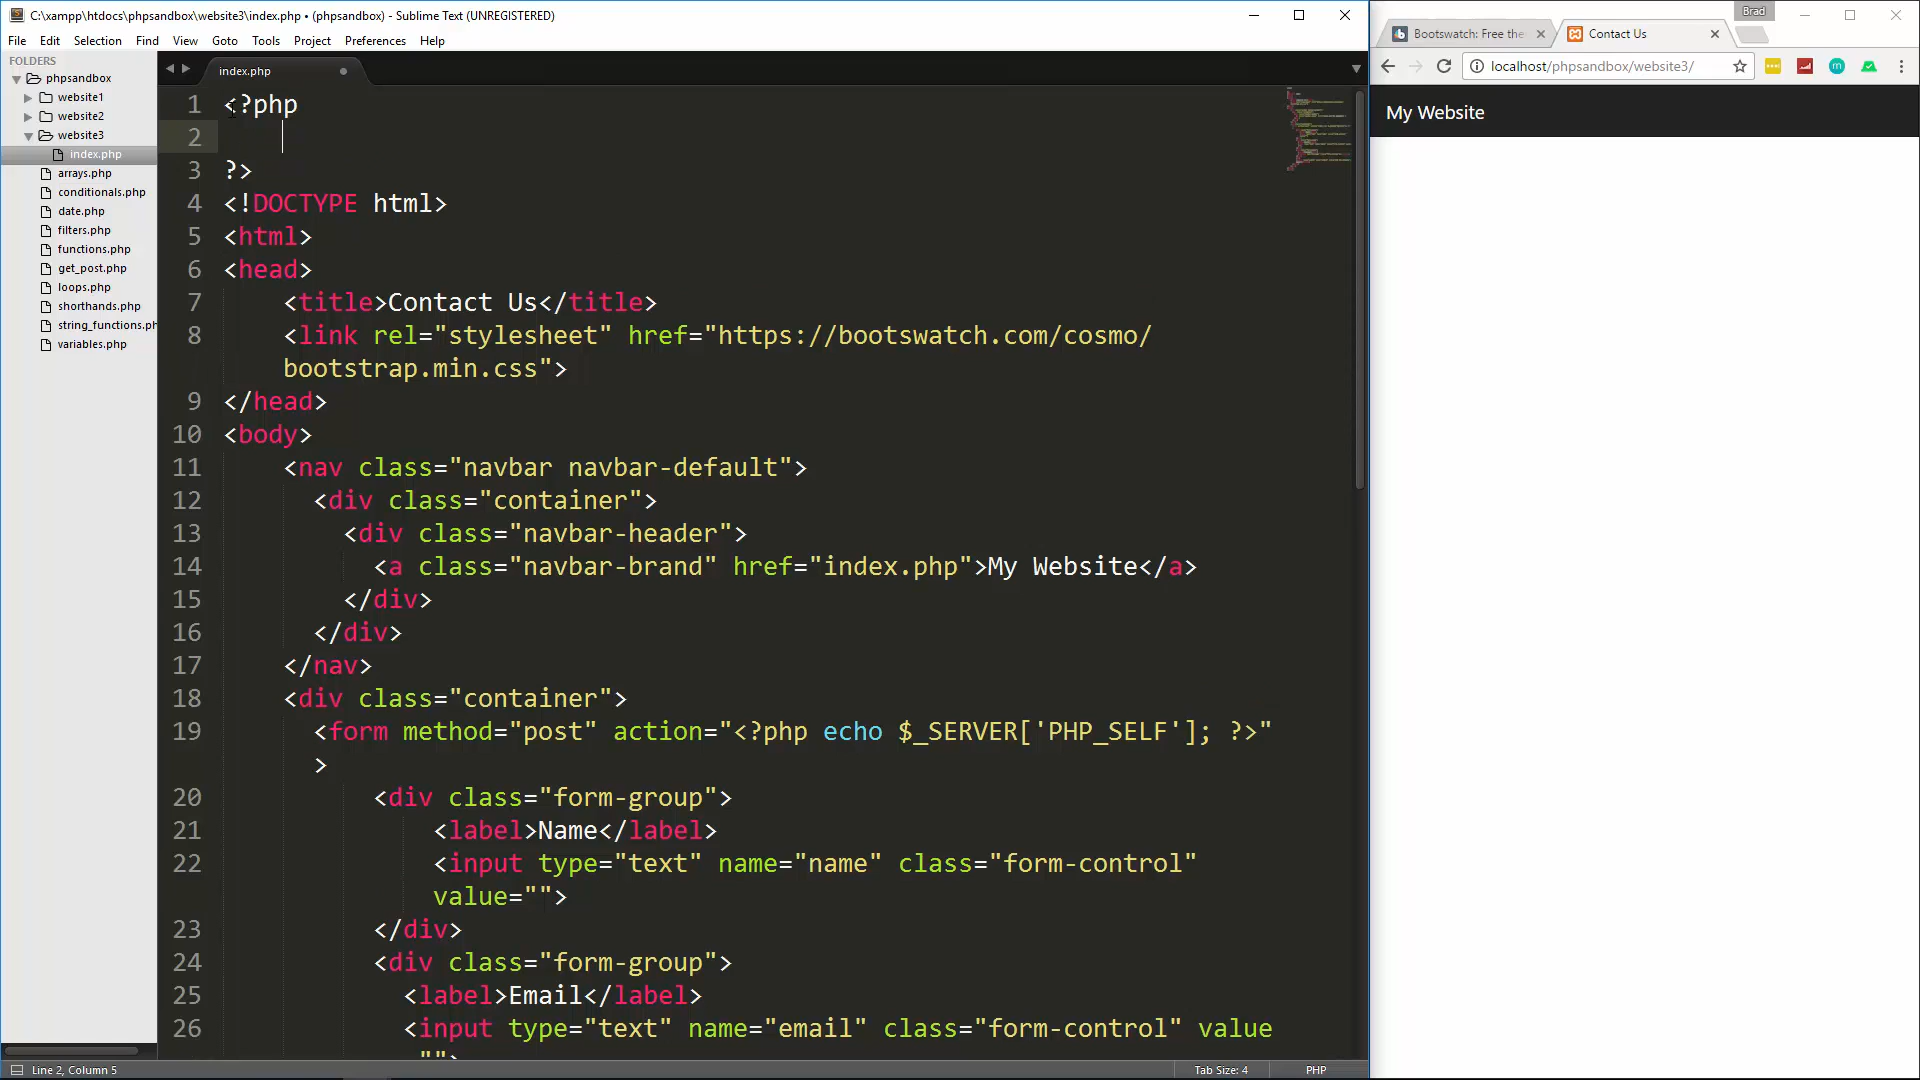 C:\xampp\htdocs\phpsandbox\website3\index.php • (phpsandbox) - Sublime Text (UNREGISTERED)
File Edit Selection Find View Goto Tools Project Preferences Help
FOLDERS
phpsandbox
website1
website2
website3
index.php
arrays.php
conditionals.php
date.php
filters.php
functions.php
get_post.php
loops.php
shorthands.php
string_functions.ph
variables.php
index.php
1 <?php
2
3 ?>
4 <!DOCTYPE html>
5 <html>
6 <head>
7 <title>Contact Us</title>
8 <link rel="stylesheet" href="https://bootswatch.com/cosmo/
bootstrap.min.css">
9 </head>
10 <body>
11 <nav class="navbar navbar-default">
12 <div class="container">
13 <div class="navbar-header">
14 <a class="navbar-brand" href="index.php">My Website</a>
15 </div>
16 </div>
17 </nav>
18 <div class="container">
19 <form method="post" action="<?php echo $_SERVER['PHP_SELF']; ?>"
>
20 <div class="form-group">
21 <label>Name</label>
22 <input type="text" name="name" class="form-control"
value="">
23 </div>
24 <div class="form-group">
25 <label>Email</label>
26 <input type="text" name="email" class="form-control" value
Line 2, Column 5
Tab Size: 4
PHP
Brad
Bootswatch: Free the
Contact Us
localhost/phpsandbox/website3/
My Website